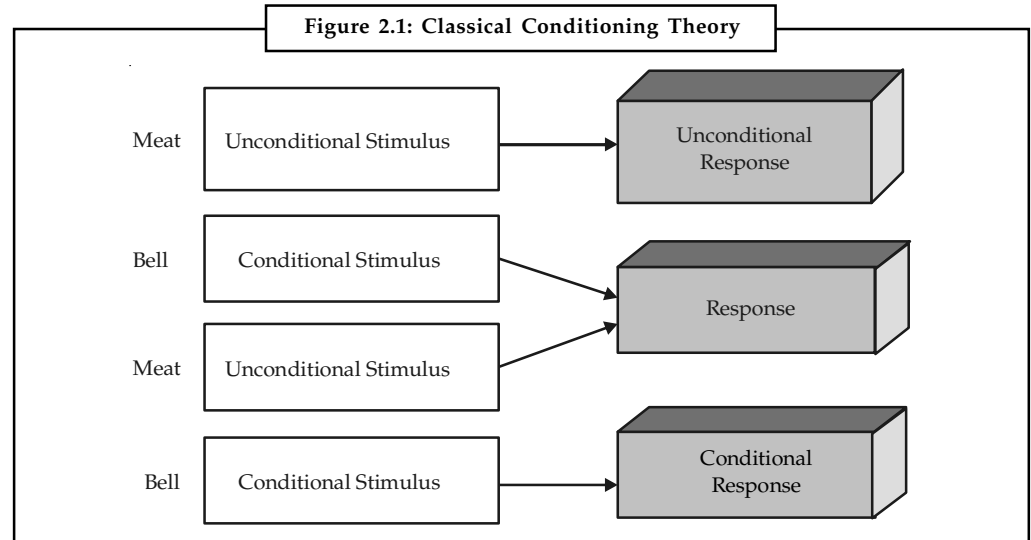 Figure 2.1: Classical Conditioning Theory
Meat
Unconditional Stimulus
Unconditional
Response
Bell
Conditional Stimulus
Response
Meat
Unconditional Stimulus
Bell
Conditional Stimulus
Conditional
Response